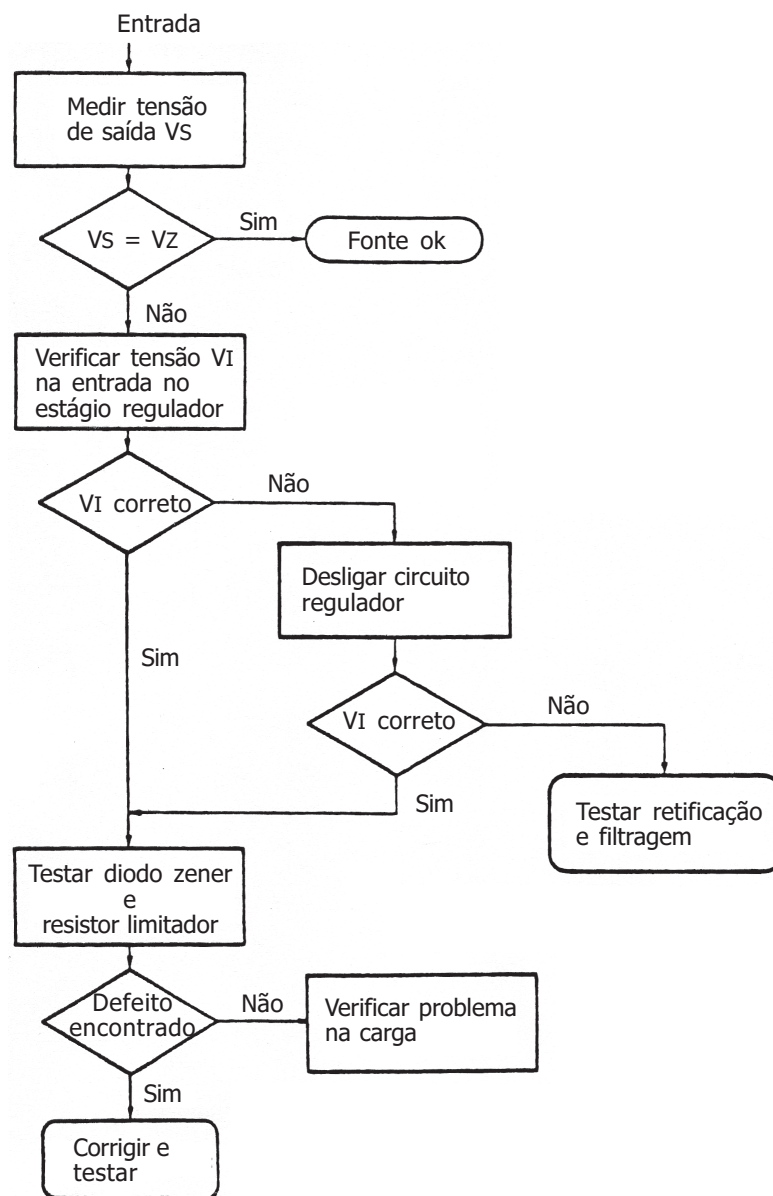 Entrada
Medir tensão
de saída VS
VS = VZ
Sim
Fonte ok
Não
Verificar tensão VI
na entrada no
estágio regulador
VI correto
Não
Desligar circuito
regulador
Sim
VI correto
Não
Sim
Testar retificação
e filtragem
Testar diodo zener
e
resistor limitador
Defeito
encontrado
Não
Verificar problema
na carga
Sim
Corrigir e
testar